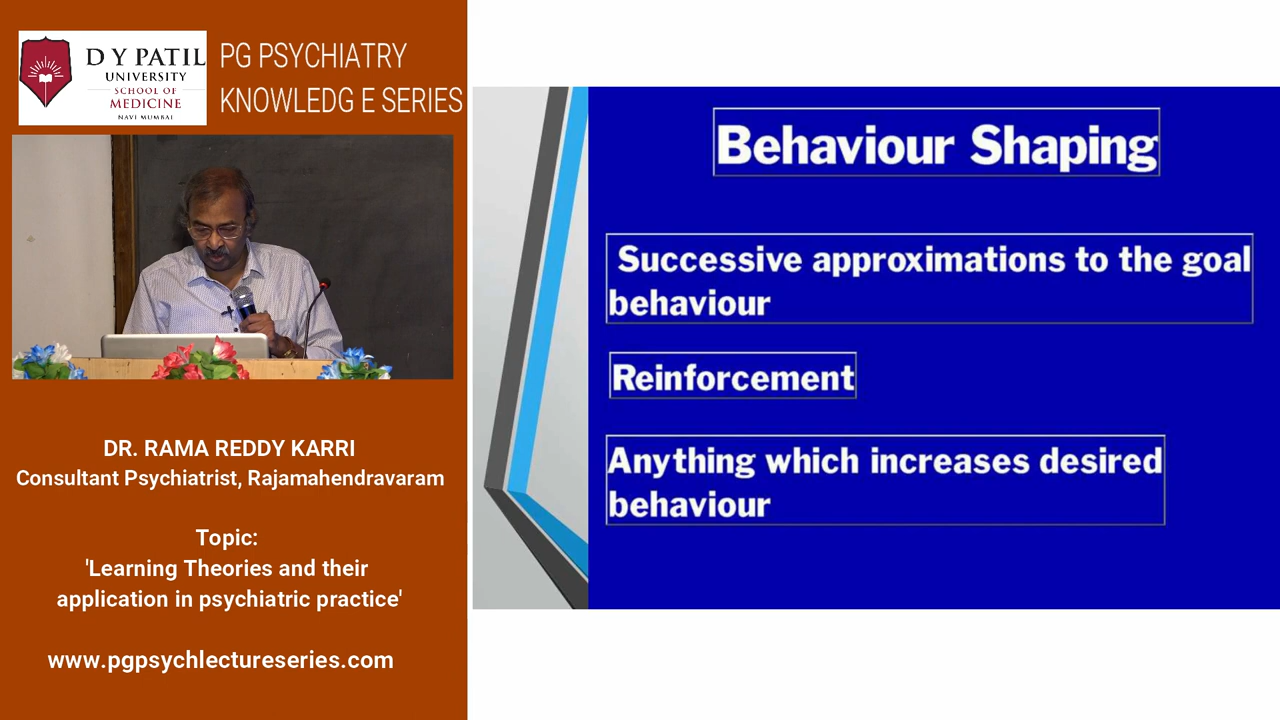 D Y PATIL
UNIVERSITY
SCHOOL OF
MEDICINE
NAVI MUMBAI
PG PSYCHIATRY
KNOWLEDG E SERIES
DR. RAMA REDDY KARRI
Consultant Psychiatrist, Rajamahendravaram
Topic:
'Learning Theories and their
application in psychiatric practice'
www.pgpsychlectureseries.com
Behaviour Shaping
Successive approximations to the goal
behaviour
Reinforcement
Anything which increases desired
behaviour